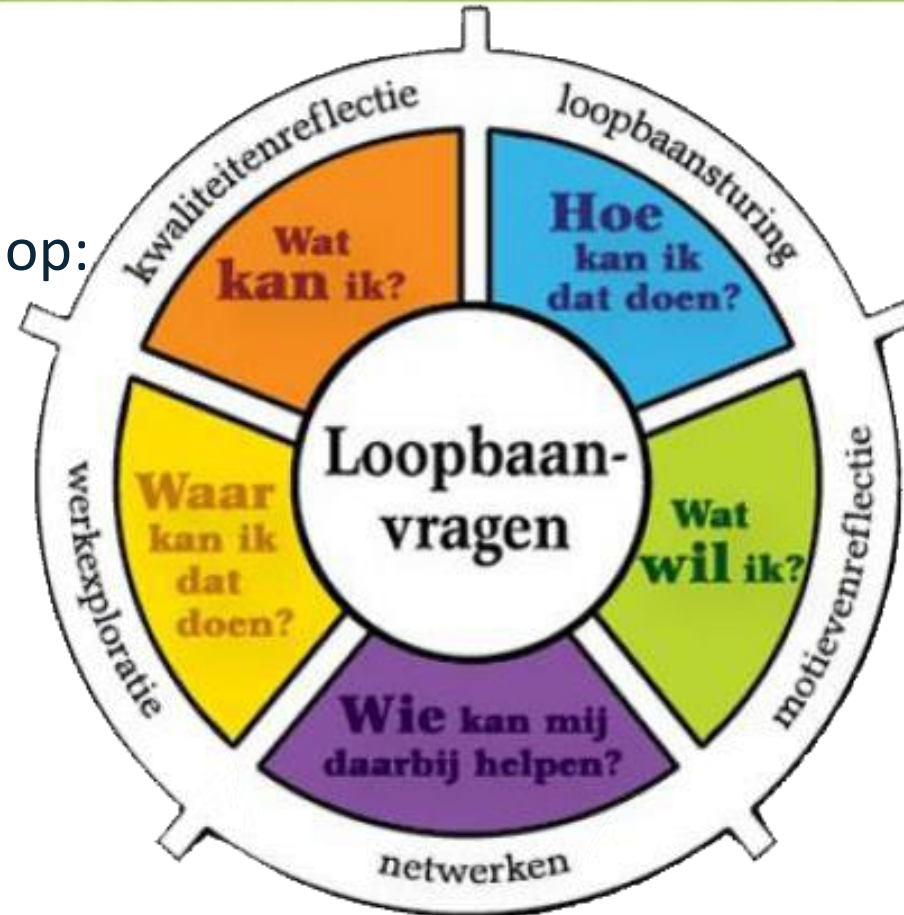 op:
kwaliteitenreflectie
loopbaansturing
Wat
kan ik?
Hoe
kan ik
dat doen?
Loopbaan-
vragen
Waar
kan ik
dat
doen?
Wat
wil ik?
werkexploratie
motievenreflectie
Wie kan mij
daarbij helpen?
netwerken